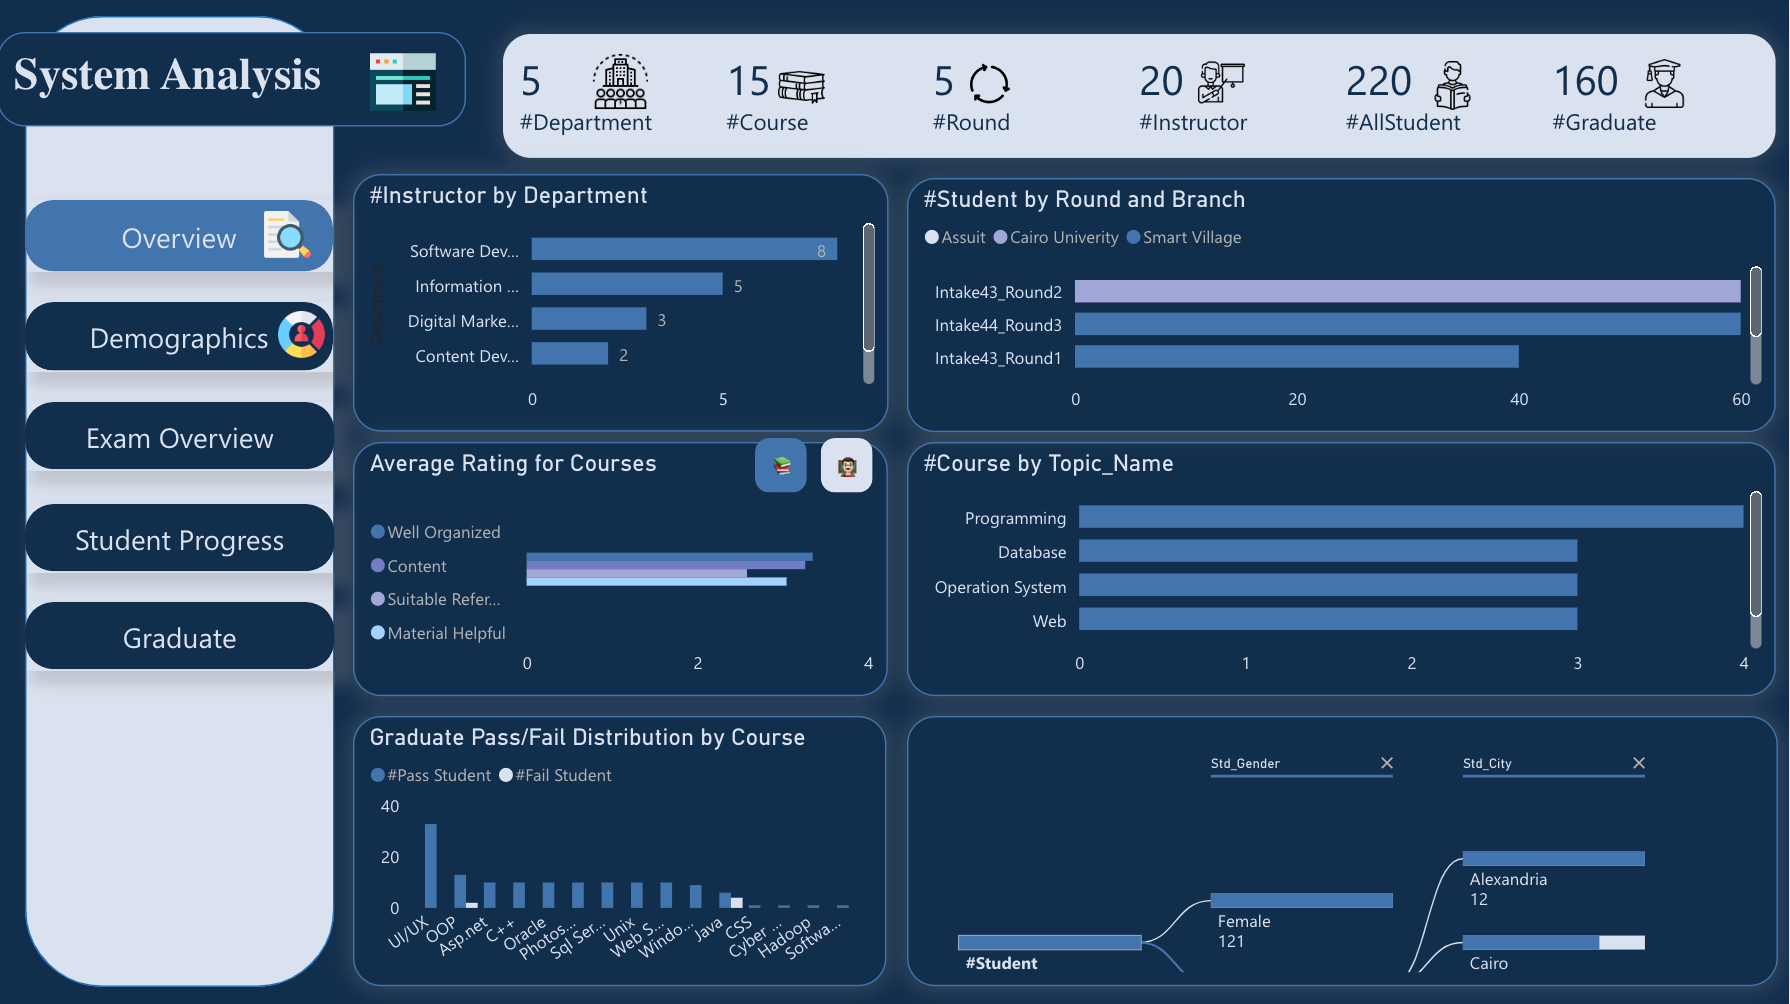 System Analysis
5
#Department
15
#Course
5
#Round
20
#Instructor
220
#AllStudent
160
#Graduate
Overview
Demographics
Exam Overview
Student Progress
Graduate
#Instructor by Department
Department
Software Dev... 8
Information ... 5
Digital Marke... 3
Content Dev... 2
0 5
#Student by Round and Branch
Assuit Cairo Univerity Smart Village
Intake43_Round2
Intake44_Round3
Intake43_Round1
0 20 40 60
Average Rating for Courses
Well Organized
Content
Suitable Refer...
Material Helpful
0 2 4
#Course by Topic_Name
Programming
Database
Operation System
Web
0 1 2 3 4
Graduate Pass/Fail Distribution by Course
#Pass Student #Fail Student
40
20
0
UI/UX OOP Asp.net C++ Oracle Photos... Sql Ser... Unix Web S... Windo... Java CSS Cyber ... Hadoop Softwa...
Std_Gender Std_City
Alexandria
12
Female
121
#Student
Cairo